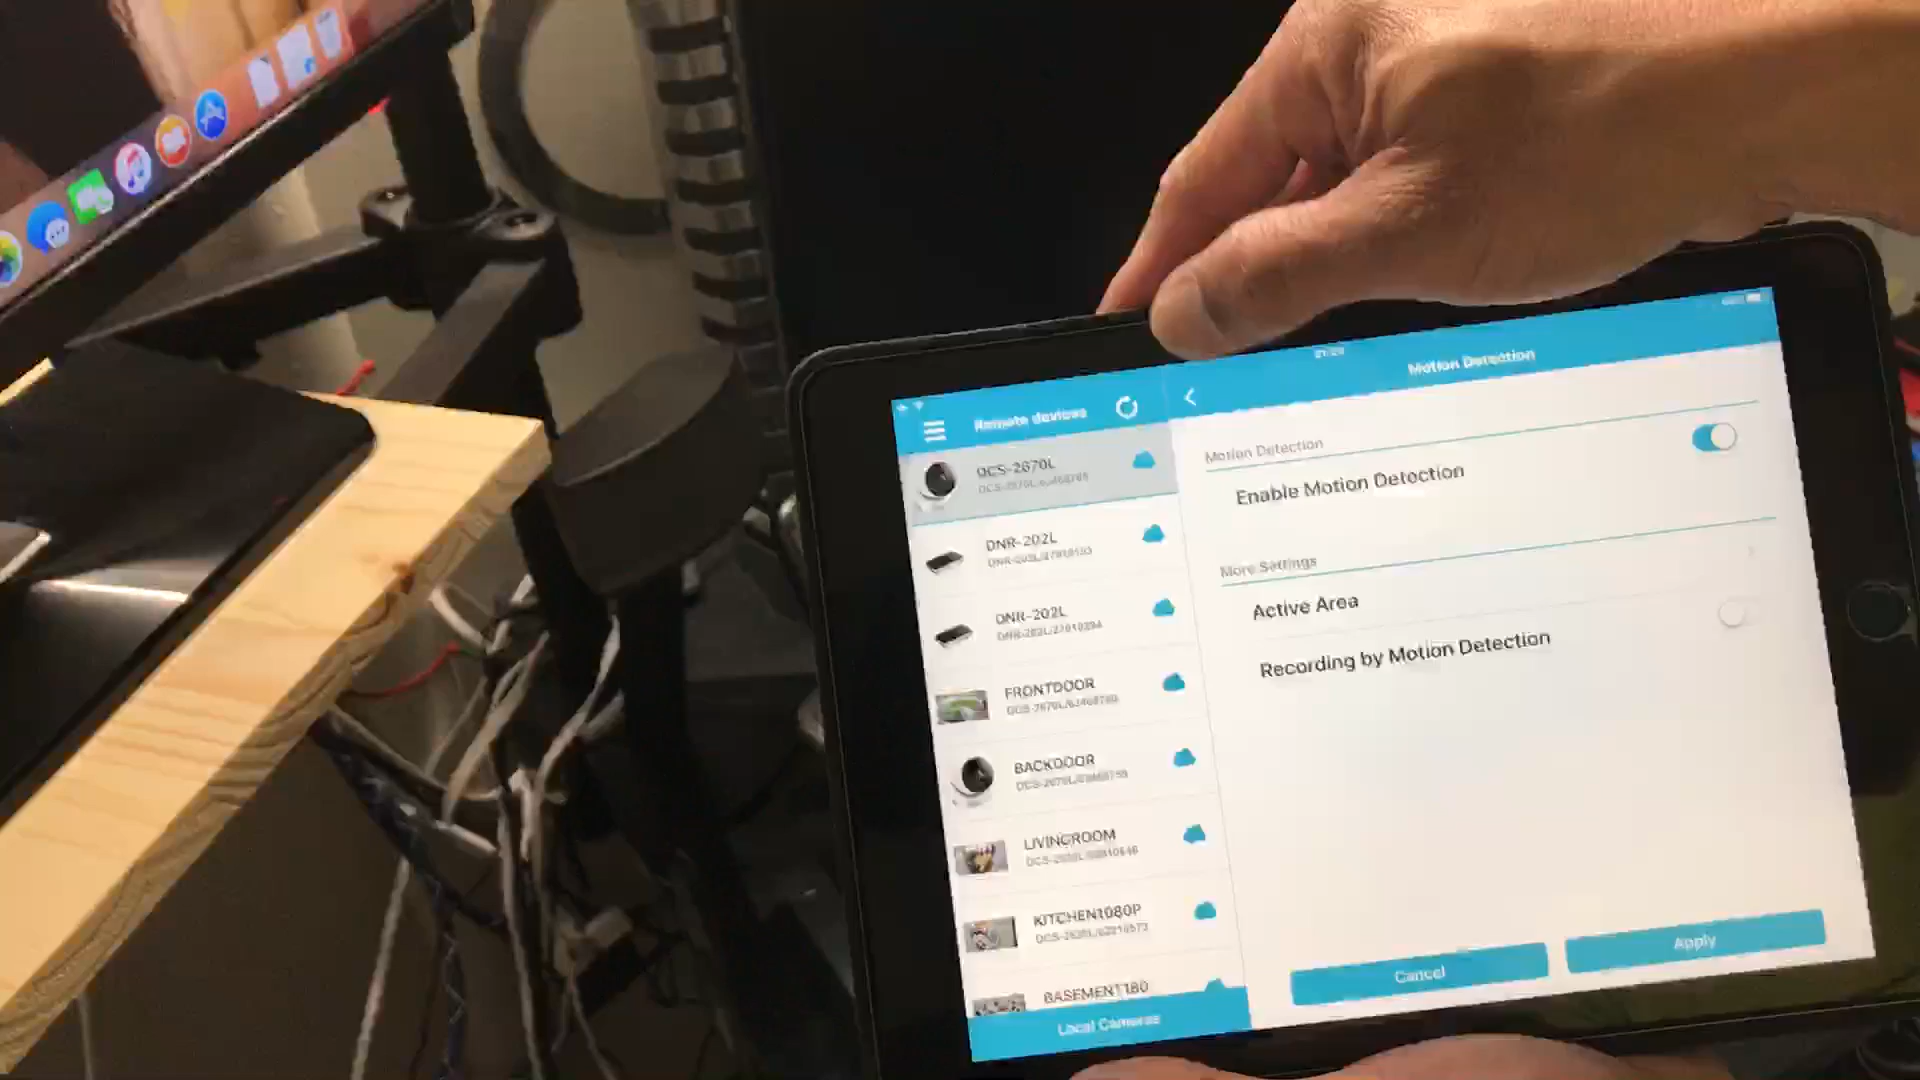 Remote devices
DCS-2670L
DNR-202L
DNR-202L
FRONTDOOR
BACKDOOR
LIVINGROOM
KITCHEN1080P
BASEMENT180
Local Cameras
Motion Detection
Motion Detection
Enable Motion Detection
More Settings
Active Area
Recording by Motion Detection
Cancel
Apply